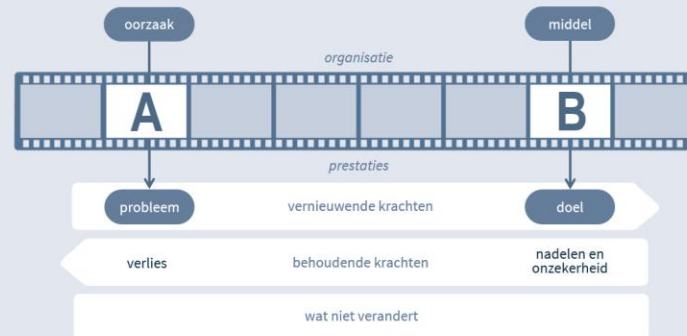 oorzaak
middel
organisatie
A
B
prestaties
probleem
vernieuwende krachten
doel
verlies
behoudende krachten
nadelen en
onzekerheid
wat niet verandert